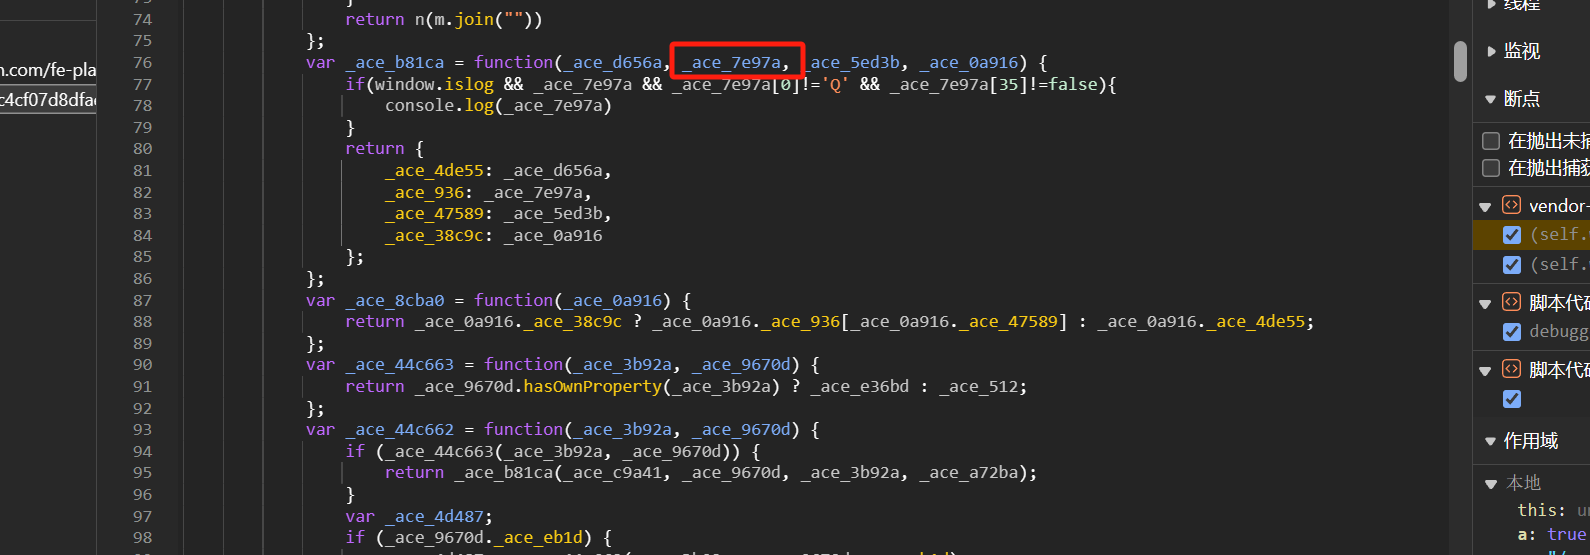 n.com/fe-pla
c4cf07d8dfac
74 return n(m.join(""))
75 };
76 var _ace_b81ca = function(_ace_d656a, _ace_7e97a, _ace_5ed3b, _ace_0a916) {
77 if(window.islog && _ace_7e97a && _ace_7e97a[0]!='Q' && _ace_7e97a[35]!=false){
78 console.log(_ace_7e97a)
79 }
80 return {
81 _ace_4de55: _ace_d656a,
82 _ace_936: _ace_7e97a,
83 _ace_47589: _ace_5ed3b,
84 _ace_38c9c: _ace_0a916
85 };
86 };
87 var _ace_8cba0 = function(_ace_0a916) {
88 return _ace_0a916._ace_38c9c ? _ace_0a916._ace_936[_ace_0a916._ace_47589] : _ace_0a916._ace_4de55;
89 };
90 var _ace_44c663 = function(_ace_3b92a, _ace_9670d) {
91 return _ace_9670d.hasOwnProperty(_ace_3b92a) ? _ace_e36bd : _ace_512;
92 };
93 var _ace_44c662 = function(_ace_3b92a, _ace_9670d) {
94 if (_ace_44c663(_ace_3b92a, _ace_9670d)) {
95 return _ace_b81ca(_ace_c9a41, _ace_9670d, _ace_3b92a, _ace_a72ba);
96 }
97 var _ace_4d487;
98 if (_ace_9670d._ace_eb1d) {
线程
监视
断点
在抛出未捕
在抛出捕获
vendor-
(self.
(self.
脚本代码
debugg
脚本代码
作用域
本地
this: un
a: true